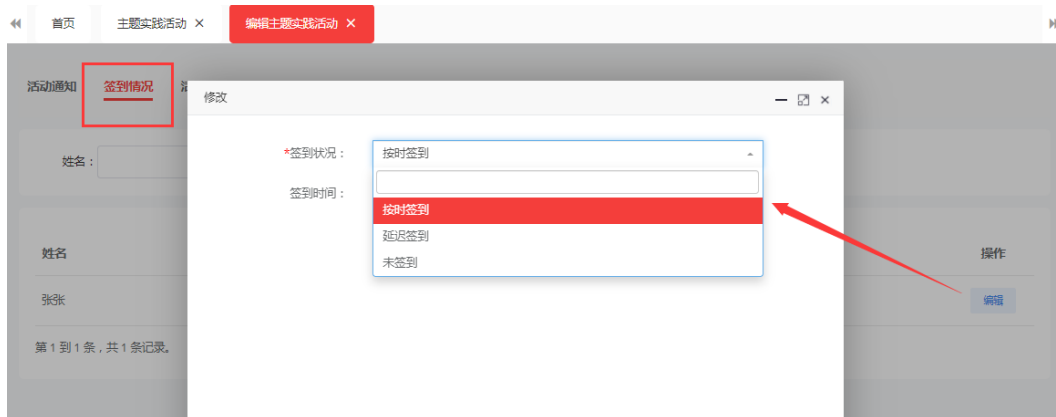 首页 主题实践活动 × 编辑主题实践活动 ×
活动通知 签到情况
修改
*签到状况：
按时签到
姓名：
签到时间：
按时签到
延迟签到
未签到
姓名 操作
张张 编辑
第 1 到 1 条，共 1 条记录。